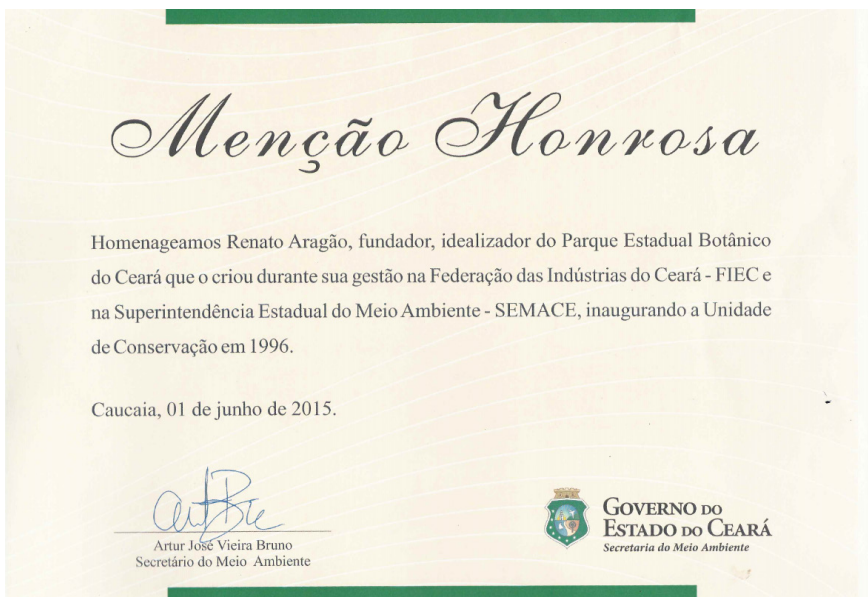 Menção Honrosa
Homenageamos Renato Aragão, fundador, idealizador do Parque Estadual Botânico
do Ceará que o criou durante sua gestão na Federação das Indústrias do Ceará - FIEC e
na Superintendência Estadual do Meio Ambiente - SEMACE, inaugurando a Unidade
de Conservação em 1996.
Caucaia, 01 de junho de 2015.
Artur José Vieira Bruno
Secretário do Meio Ambiente
GOVERNO DO
ESTADO DO CEARÁ
Secretaria do Meio Ambiente